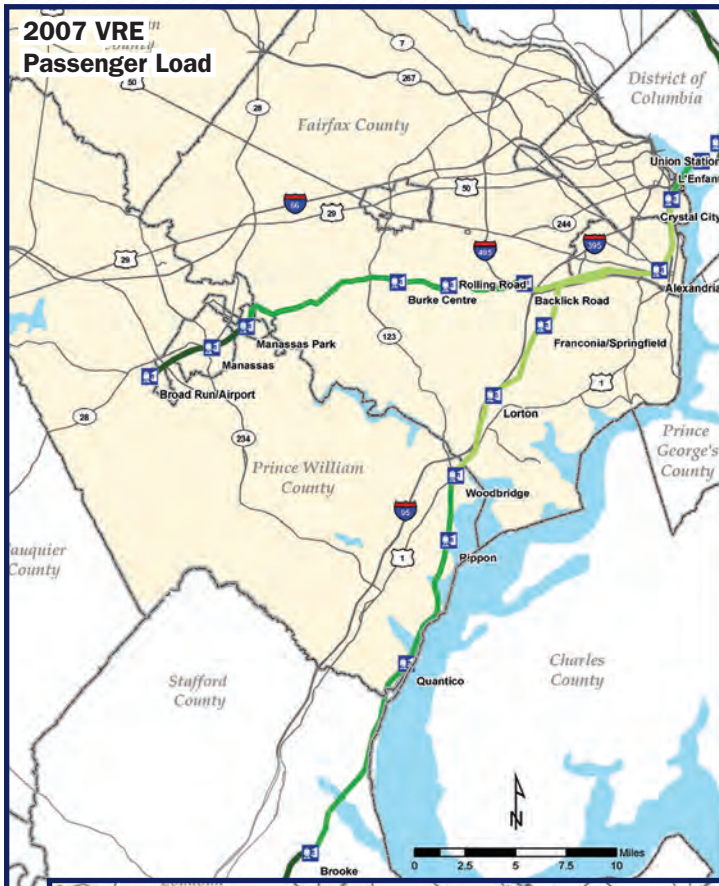 2007 VRE
Passenger Load
County
7
50
267
28
District of
Columbia
Fairfax County
Union Station
L'Enfant
50
66
29
Crystal City
244
395
495
29
Alexandria
Rolling Road
Burke Centre
Backlick Road
Manassas Park
123
Franconia/Springfield
Manassas
Broad Run/Airport
1
Lorton
28
234
Prince
George's
County
Prince William
County
Woodbridge
95
Rippon
1
auquier
County
Charles
County
Stafford
County
Quantico
Miles
0 2.5 5 7.5 10
Brooke